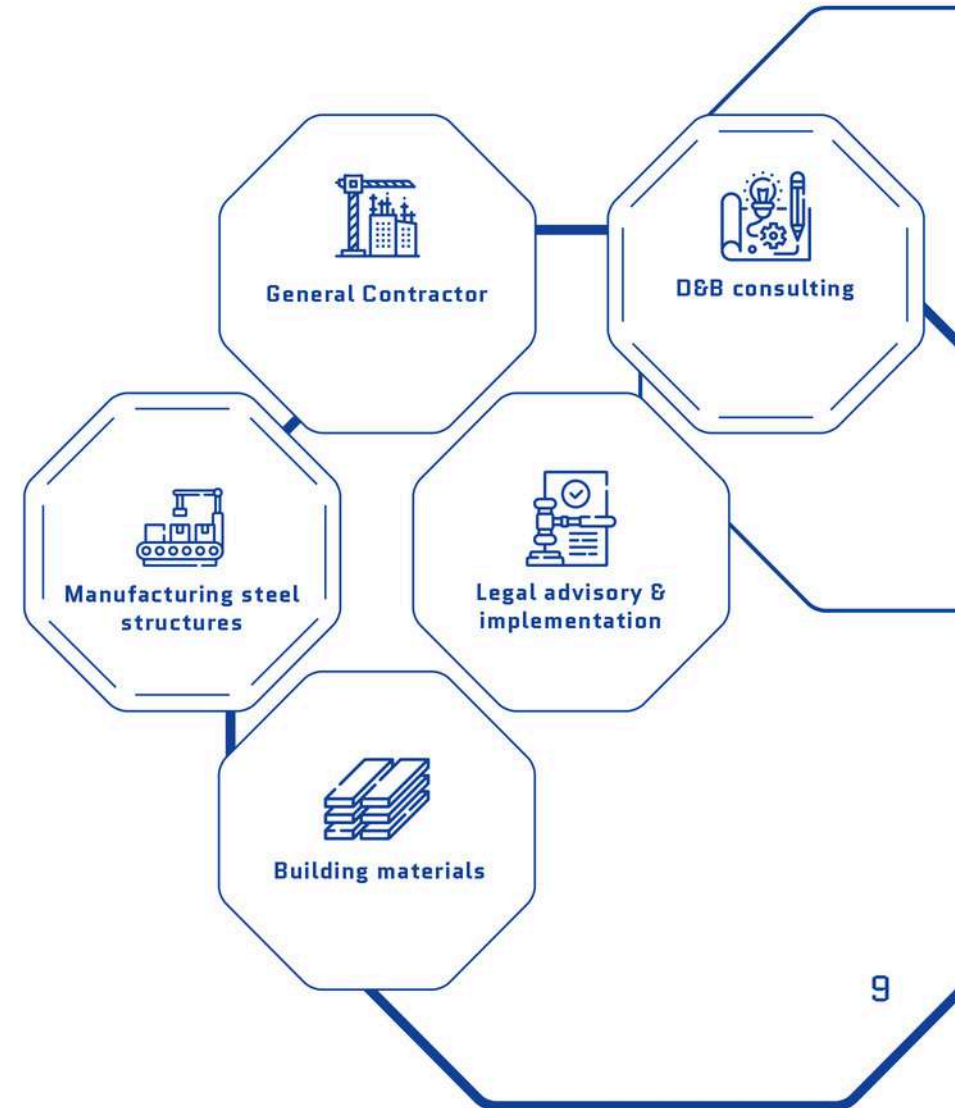 General Contractor
D&B consulting
Manufacturing steel
structures
Legal advisory &
implementation
Building materials
9